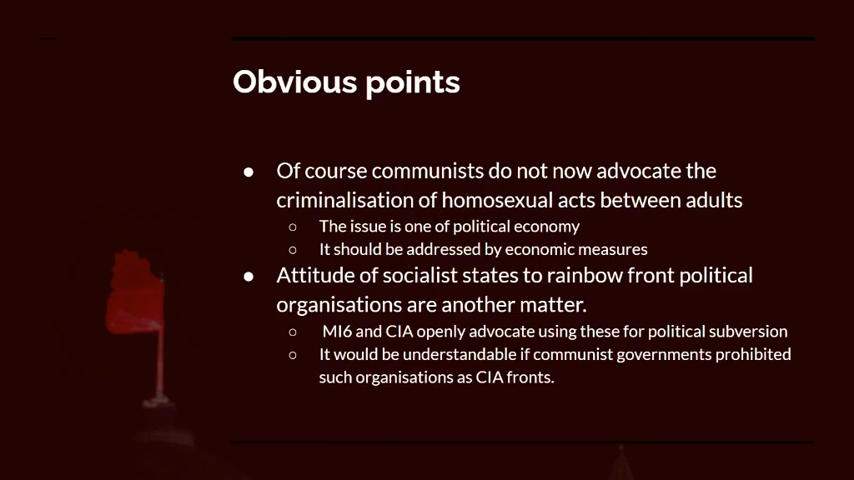 Obvious points
● Of course communists do not now advocate the
criminalisation of homosexual acts between adults
○ The issue is one of political economy
○ It should be addressed by economic measures
● Attitude of socialist states to rainbow front political
organisations are another matter.
○ MI6 and CIA openly advocate using these for political subversion
○ It would be understandable if communist governments prohibited
such organisations as CIA fronts.